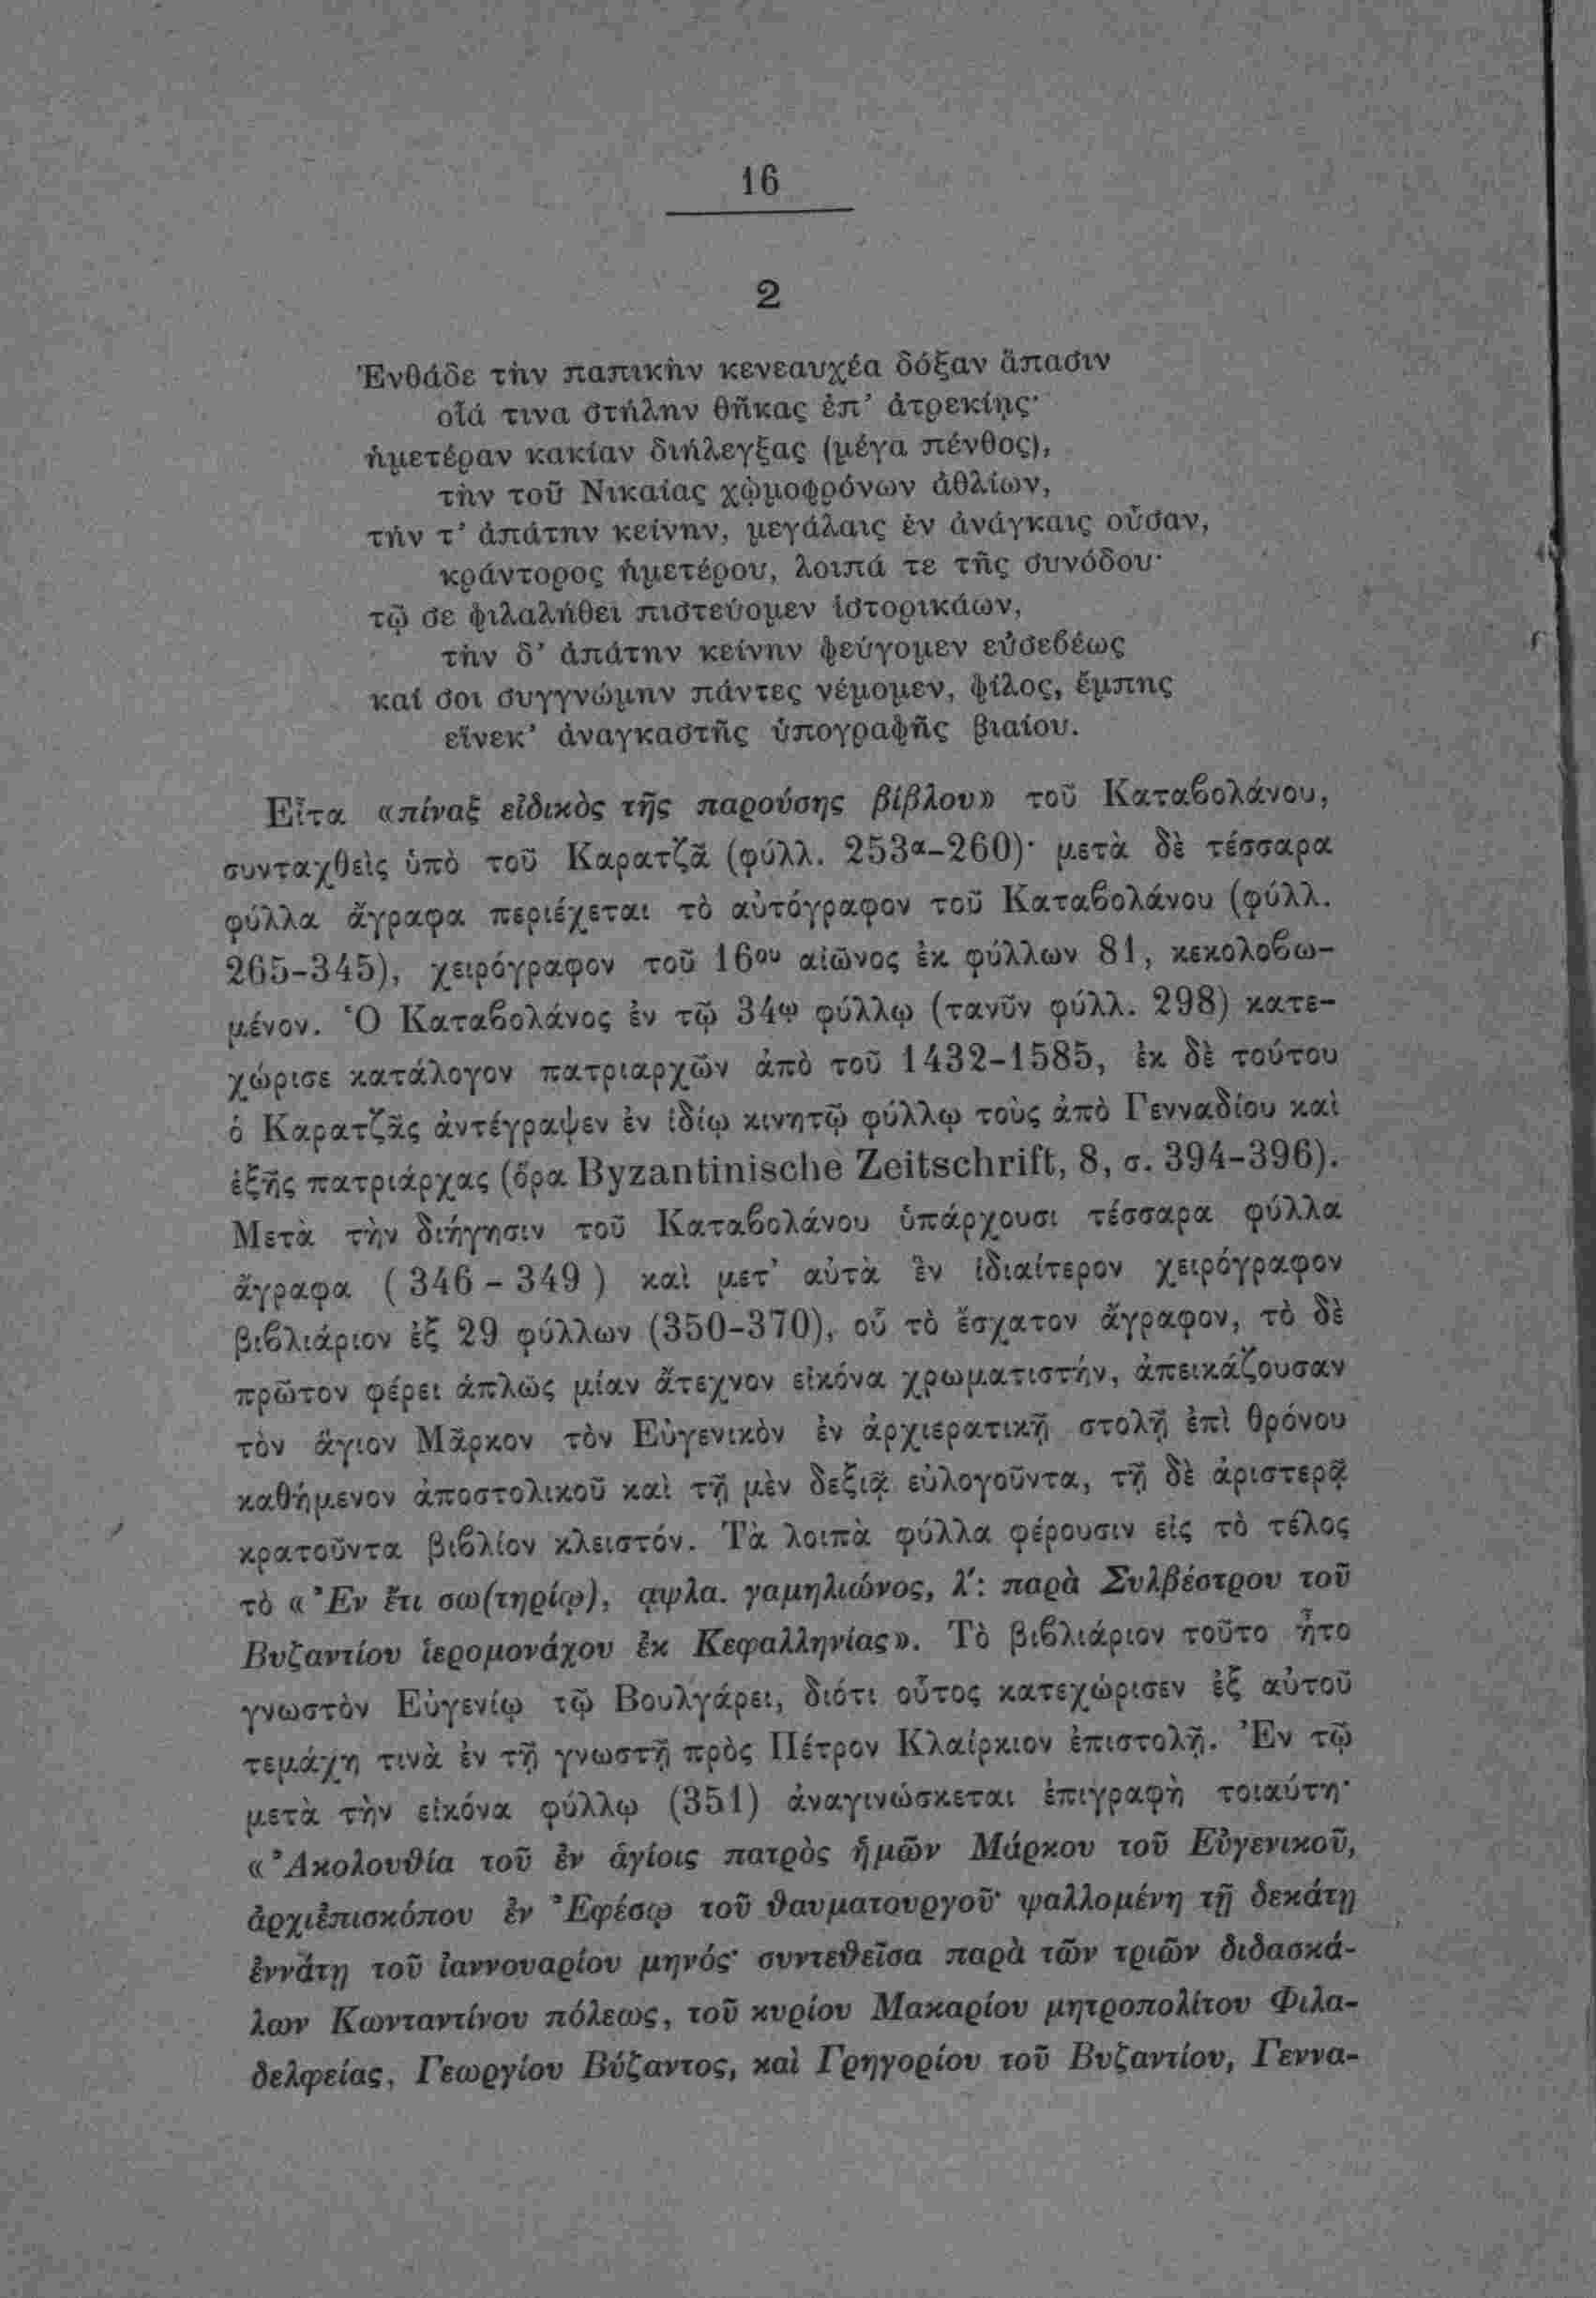 16
2
Ἐνθάδε τὴν παπικὴν κενεαυχέα δόξαν ἅπασιν
οἷά τινα στήλην θῆκας ἐπ' ἀτρεκίης·
ἡμετέραν κακίαν διήλεγξας (μέγα πένθος),
τὴν τοῦ Νικαίας χὠμοφρόνων ἀθλίων,
τήν τ' ἀπάτην κείνην, μεγάλαις ἐν ἀνάγκαις οὖσαν,
κράντορος ἡμετέρου, λοιπά τε τῆς συνόδου·
τῷ σε φιλαλήθει πιστεύομεν ἱστορικάων,
τὴν δ' ἀπάτην κείνην φεύγομεν εὐσεβέως
καί σοι συγγνώμην πάντες νέμομεν, φίλος, ἔμπης
εἵνεκ' ἀναγκαστῆς ὑπογραφῆς βιαίου.
Εἶτα «πίναξ εἰδικὸς τῆς παρούσης βίβλου» τοῦ Καταβολάνου,
συνταχθεὶς ὑπὸ τοῦ Καρατζᾶ (φύλλ. 253α-260)· μετὰ δὲ τέσσαρα
φύλλα ἄγραφα περιέχεται τὸ αὐτόγραφον τοῦ Καταβολάνου (φύλλ.
265-345), χειρόγραφον τοῦ 16ου αἰῶνος ἐκ φύλλων 81, κεκολοβω-
μένον. Ὁ Καταβολάνος ἐν τῷ 34ῳ φύλλῳ (τανῦν φύλλ. 298) κατε-
χώρισε κατάλογον πατριαρχῶν ἀπὸ τοῦ 1432-1585, ἐκ δὲ τούτου
ὁ Καρατζᾶς ἀντέγραψεν ἐν ἰδίῳ κινητῷ φύλλῳ τοὺς ἀπὸ Γενναδίου καὶ
ἑξῆς πατριάρχας (ὅρα Byzantinische Zeitschrift, 8, σ. 394-396).
Μετὰ τὴν διήγησιν τοῦ Καταβολάνου ὑπάρχουσι τέσσαρα φύλλα
ἄγραφα (346-349) καὶ μετ' αὐτὰ ἓν ἰδιαίτερον χειρόγραφον
βιβλιάριον ἐξ 29 φύλλων (350-370), οὗ τὸ ἔσχατον ἄγραφον, τὸ δὲ
πρῶτον φέρει ἁπλῶς μίαν ἄτεχνον εἰκόνα χρωματιστήν, ἀπεικάζουσαν
τὸν ἅγιον Μᾶρκον τὸν Εὐγενικὸν ἐν ἀρχιερατικῇ στολῇ ἐπὶ θρόνου
καθήμενον ἀποστολικοῦ καὶ τῇ μὲν δεξιᾷ εὐλογοῦντα, τῇ δὲ ἀριστερᾷ
κρατοῦντα βιβλίον κλειστόν. Τὰ λοιπὰ φύλλα φέρουσιν εἰς τὸ τέλος
τὸ «Ἐν ἔτι σω(τηρίῳ), αψλα. γαμηλιώνος, λ′: παρὰ Συλβέστρου τοῦ
Βυζαντίου ἱερομονάχου ἐκ Κεφαλληνίας». Τὸ βιβλιάριον τοῦτο ἦτο
γνωστὸν Εὐγενίῳ τῷ Βουλγάρει, διότι οὗτος κατεχώρισεν ἐξ αὐτοῦ
τεμάχη τινὰ ἐν τῇ γνωστῇ πρὸς Πέτρον Κλαίρκιον ἐπιστολῇ. Ἐν τῷ
μετὰ τὴν εἰκόνα φύλλῳ (351) ἀναγινώσκεται ἐπιγραφὴ τοιαύτη·
«Ἀκολουθία τοῦ ἐν ἁγίοις πατρὸς ἡμῶν Μάρκου τοῦ Εὐγενικοῦ,
ἀρχιἐπισκόπου ἐν Ἐφέσῳ τοῦ θαυματουργοῦ· ψαλλομένη τῇ δεκάτῃ
ἐννάτῃ τοῦ ἰαννουαρίου μηνός· συντεθεῖσα παρὰ τῶν τριῶν διδασκά-
λων Κωνταντίνου πόλεως, τοῦ κυρίου Μακαρίου μητροπολίτου Φιλα-
δελφείας, Γεωργίου Βύζαντος, καὶ Γρηγορίου τοῦ Βυζαντίου, Γεννα-